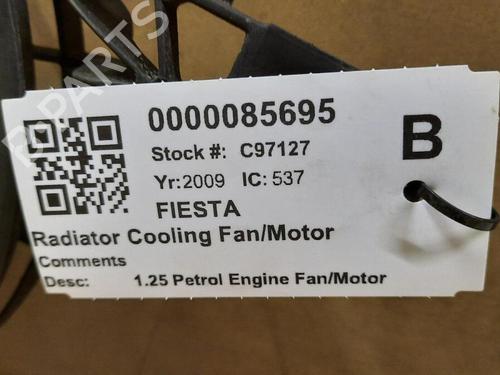 0000085695
B
Stock #: C97127
Yr:2009 IC: 537
FIESTA
Radiator Cooling Fan/Motor
Comments
Desc: 1.25 Petrol Engine Fan/Motor
B-PARTS